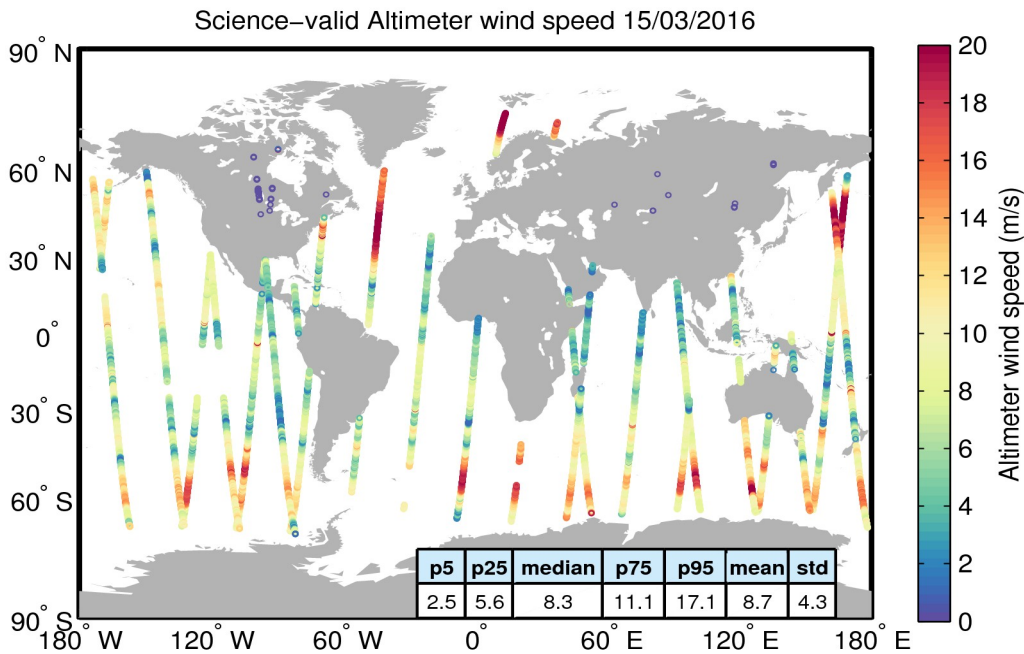 Science−valid Altimeter wind speed 15/03/2016
90° N
60° N
30° N
0°
30° S
60° S
90° S
180° W
120° W
60° W
0°
60° E
120° E
180° E
p5 p25 median p75 p95 mean std
2.5 5.6 8.3 11.1 17.1 8.7 4.3
20
18
16
14
12
10
8
6
4
2
0
Altimeter wind speed (m/s)